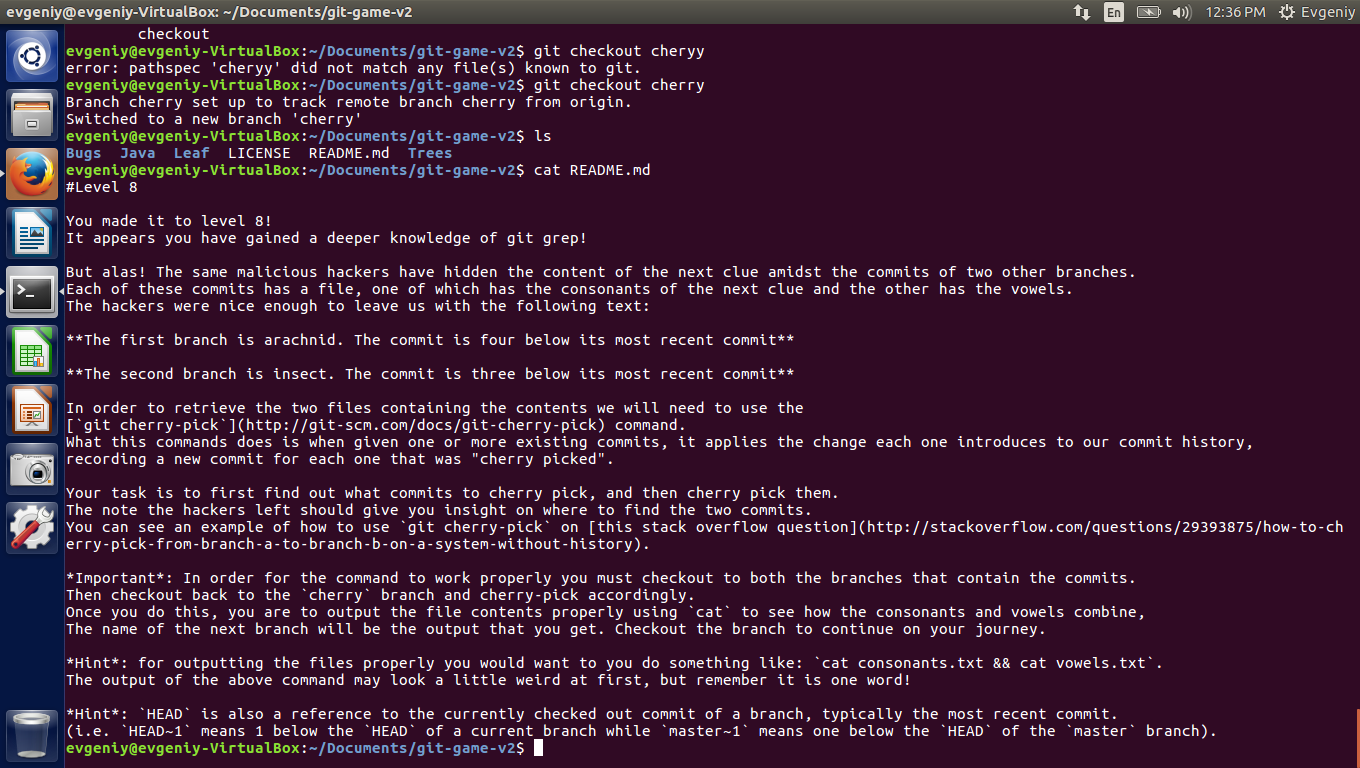 evgeniy@evgeniy-VirtualBox: ~/Documents/git-game-v2
En
12:36 PM
Evgeniy
checkout
evgeniy@evgeniy-VirtualBox:~/Documents/git-game-v2$ git checkout cheryy
error: pathspec 'cheryy' did not match any file(s) known to git.
evgeniy@evgeniy-VirtualBox:~/Documents/git-game-v2$ git checkout cherry
Branch cherry set up to track remote branch cherry from origin.
Switched to a new branch 'cherry'
evgeniy@evgeniy-VirtualBox:~/Documents/git-game-v2$ ls
Bugs  Java  Leaf  LICENSE  README.md  Trees
evgeniy@evgeniy-VirtualBox:~/Documents/git-game-v2$ cat README.md
#Level 8
You made it to level 8!
It appears you have gained a deeper knowledge of git grep!
But alas! The same malicious hackers have hidden the content of the next clue amidst the commits of two other branches.
Each of these commits has a file, one of which has the consonants of the next clue and the other has the vowels.
The hackers were nice enough to leave us with the following text:
**The first branch is arachnid. The commit is four below its most recent commit**
**The second branch is insect. The commit is three below its most recent commit**
In order to retrieve the two files containing the contents we will need to use the
[`git cherry-pick`](http://git-scm.com/docs/git-cherry-pick) command.
What this commands does is when given one or more existing commits, it applies the change each one introduces to our commit history,
recording a new commit for each one that was "cherry picked".
Your task is to first find out what commits to cherry pick, and then cherry pick them.
The note the hackers left should give you insight on where to find the two commits.
You can see an example of how to use `git cherry-pick` on [this stack overflow question](http://stackoverflow.com/questions/29393875/how-to-ch
erry-pick-from-branch-a-to-branch-b-on-a-system-without-history).
*Important*: In order for the command to work properly you must checkout to both the branches that contain the commits.
Then checkout back to the `cherry` branch and cherry-pick accordingly.
Once you do this, you are to output the file contents properly using `cat` to see how the consonants and vowels combine,
The name of the next branch will be the output that you get. Checkout the branch to continue on your journey.
*Hint*: for outputting the files properly you would want to you do something like: `cat consonants.txt && cat vowels.txt`.
The output of the above command may look a little weird at first, but remember it is one word!
*Hint*: `HEAD` is also a reference to the currently checked out commit of a branch, typically the most recent commit.
(i.e. `HEAD~1` means 1 below the `HEAD` of a current branch while `master~1` means one below the `HEAD` of the `master` branch).
evgeniy@evgeniy-VirtualBox:~/Documents/git-game-v2$